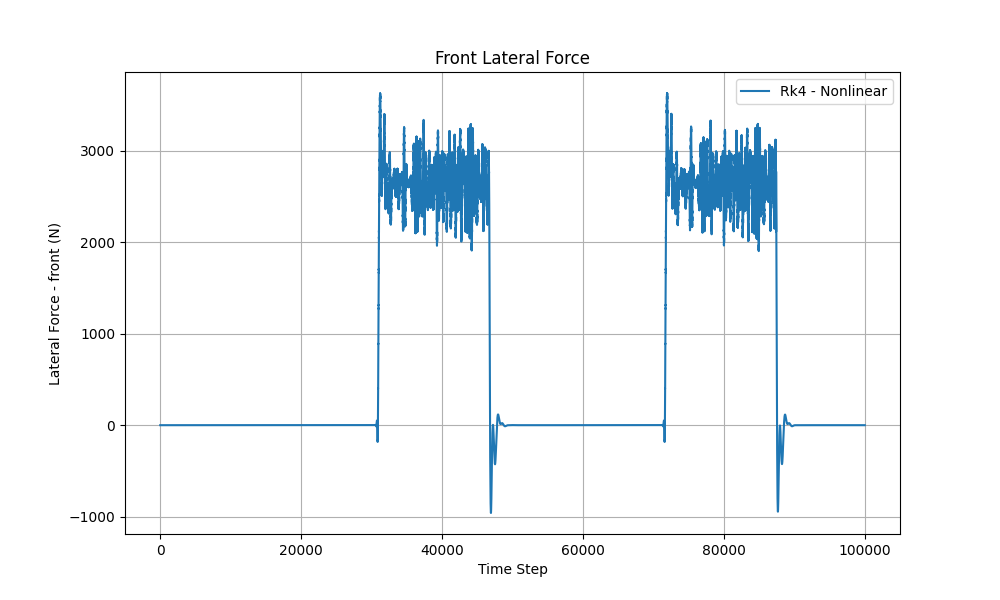 Front Lateral Force
Rk4 - Nonlinear
Lateral Force - front (N)
3000
2000
1000
0
−1000
0 20000 40000 60000 80000 100000
Time Step